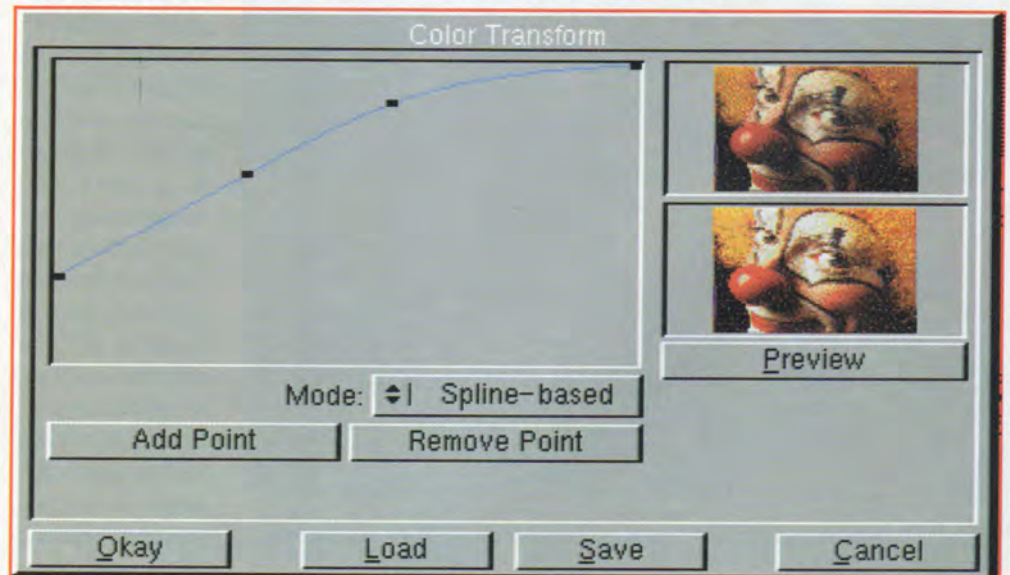 Color Transform
Preview
Mode: Spline-based
Add Point Remove Point
Okay Load Save Cancel